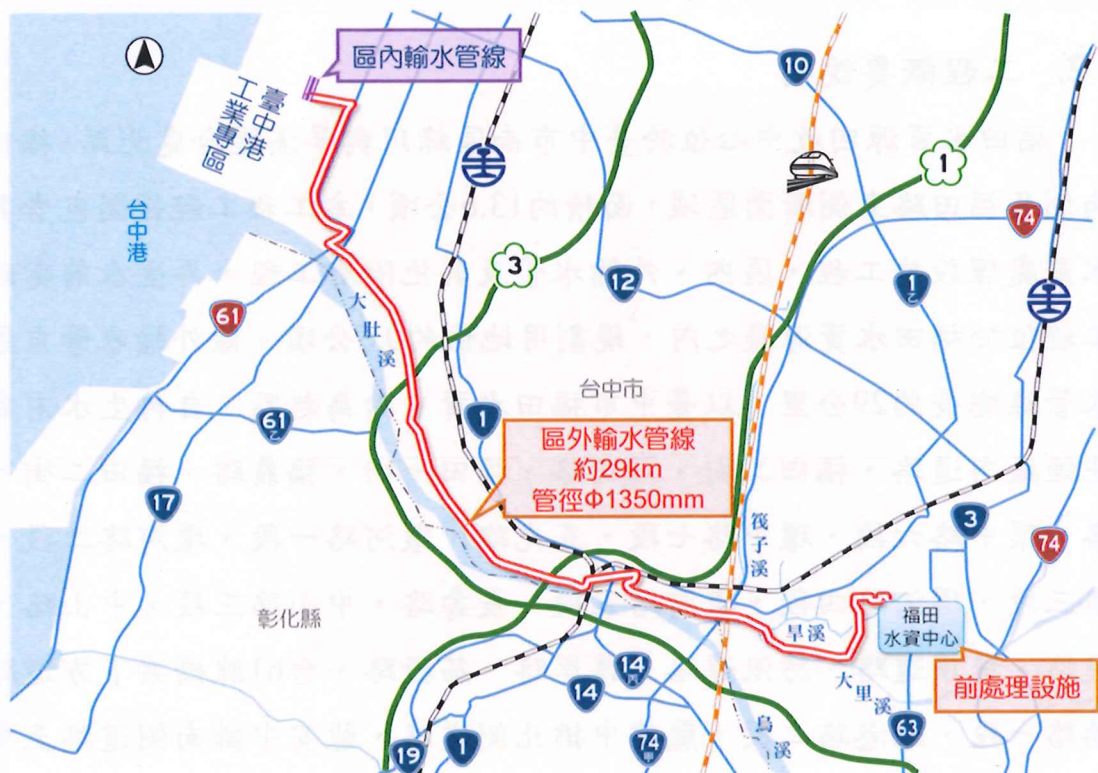 區內輸水管線
臺中港
工業專區
台中港
10
1
74
3
12
1
乙
61
大肚溪
台中市
61
乙
1
區外輸水管線
約29km
管徑Φ1350mm
17
筏子溪
3
74
彰化縣
旱溪
福田
水資中心
大里溪
前處理設施
14
丙
14
烏溪
63
19
1
74
甲